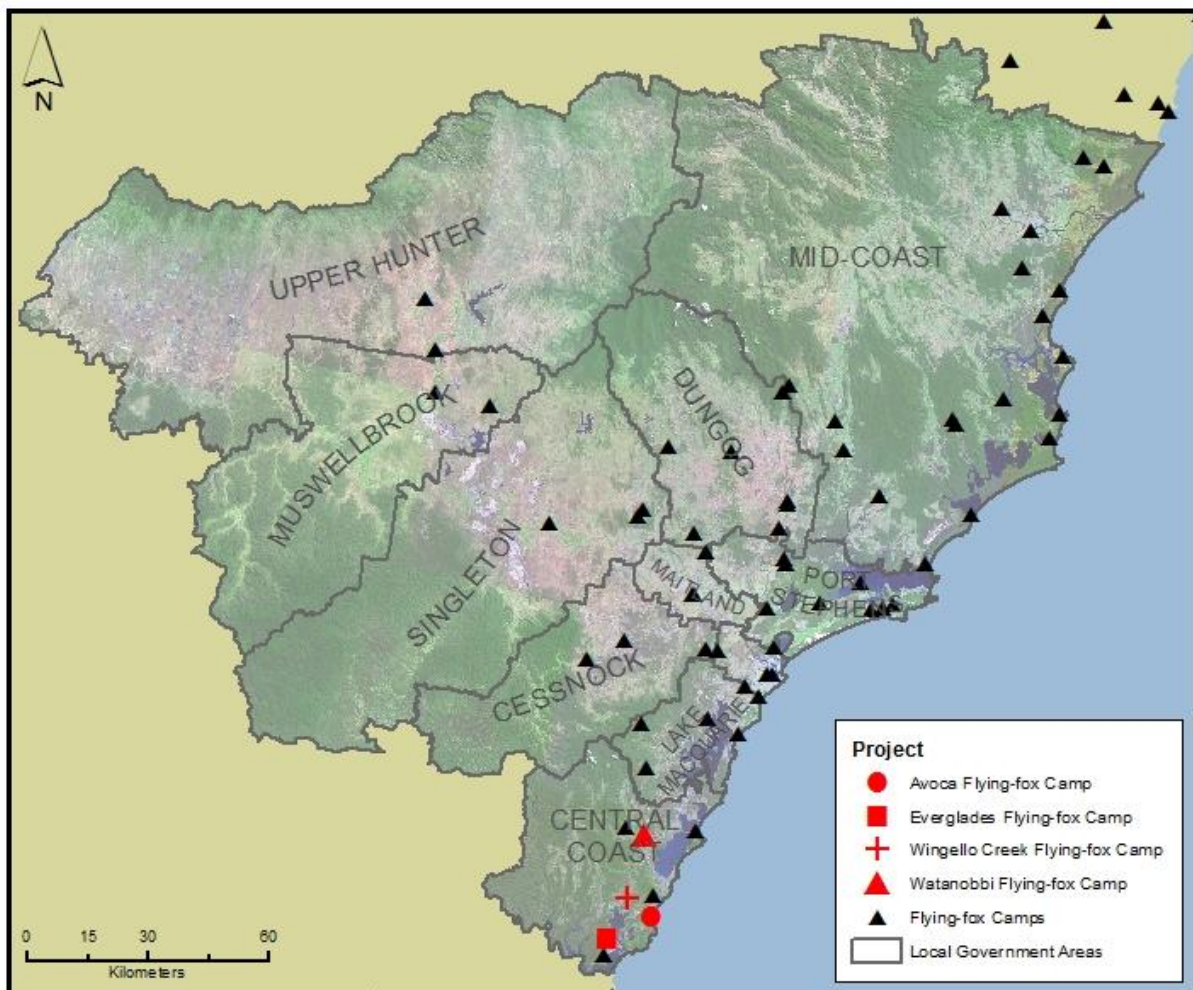 N
UPPER HUNTER
MID-COAST
DUNGOG
MUSWELLBROOK
SINGLETON
MAITLAND
PORT
STEPHENS
CESSNOCK
LAKE
MACQUARIE
CENTRAL
COAST
0 15 30 60
Kilometers
Project
Avoca Flying-fox Camp
Everglades Flying-fox Camp
Wingello Creek Flying-fox Camp
Watanobbi Flying-fox Camp
Flying-fox Camps
Local Government Areas